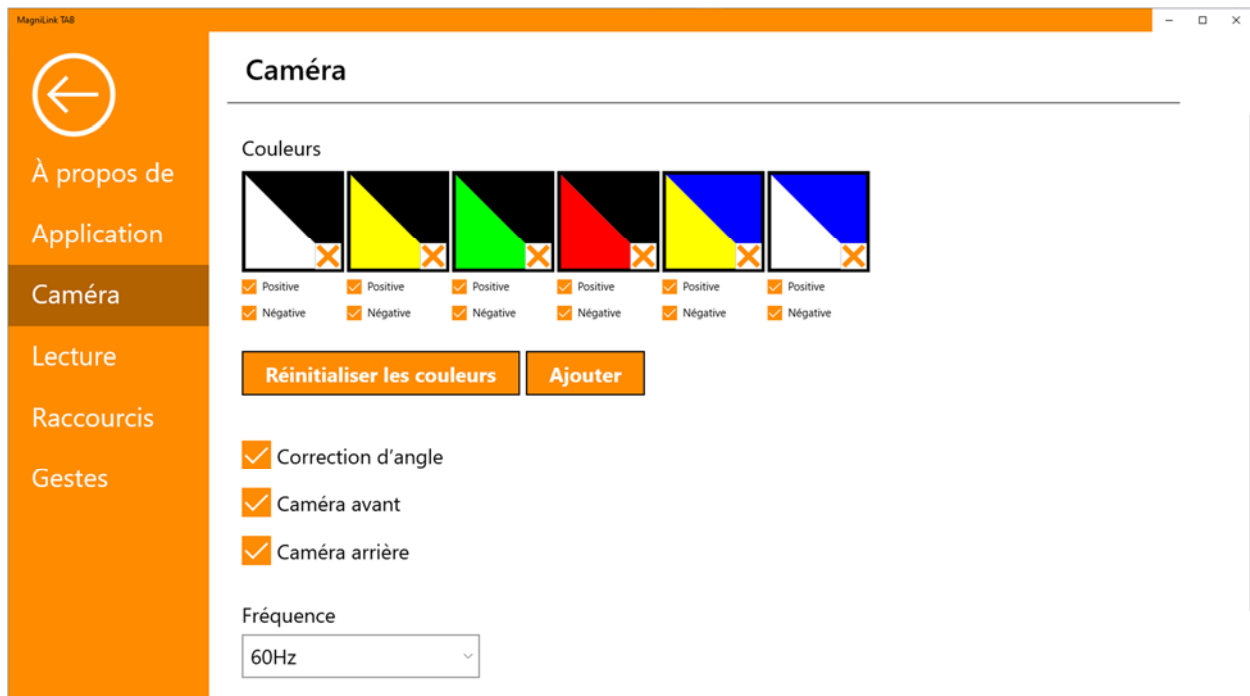 MagniLink TAB
Caméra
À propos de
Application
Caméra
Lecture
Raccourcis
Gestes
Couleurs
Positive Positive Positive Positive Positive Positive
Négative Négative Négative Négative Négative Négative
Réinitialiser les couleurs Ajouter
Correction d’angle
Caméra avant
Caméra arrière
Fréquence
60Hz